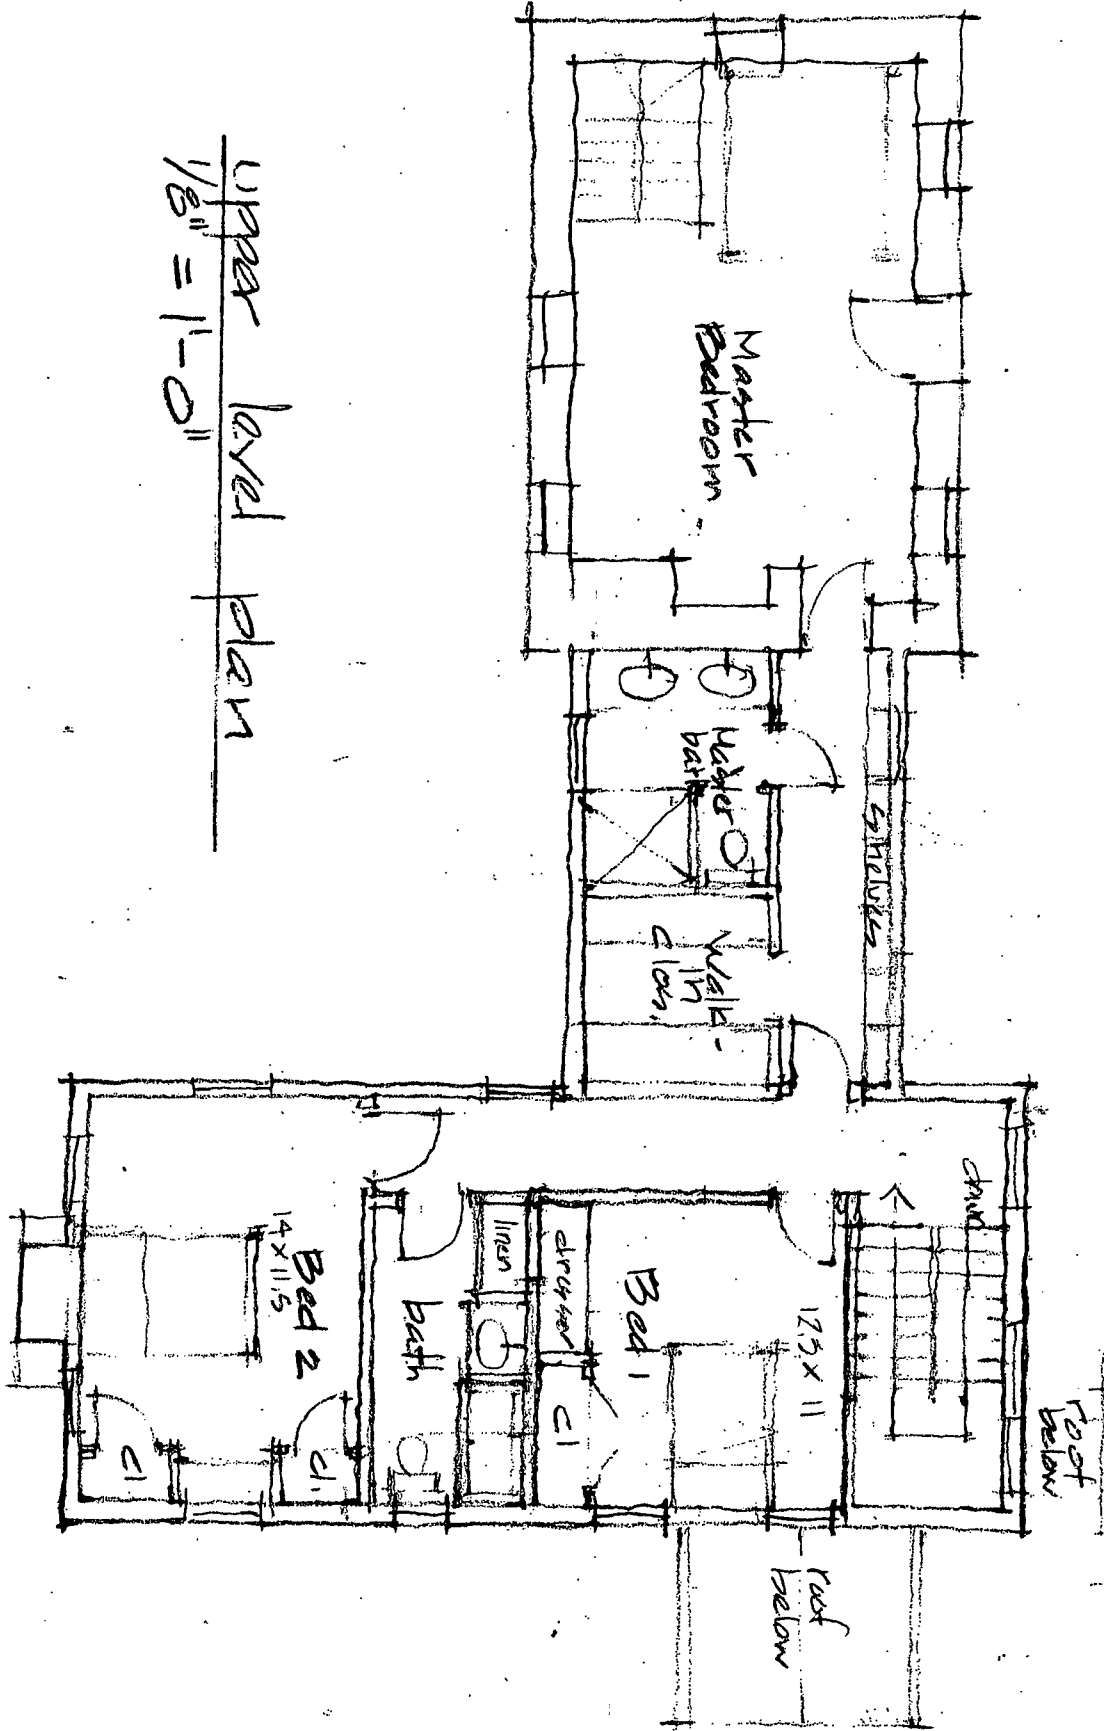 Upper level plan
1/8" = 1'-0"
Master
Bedroom
Master
bath
Shelves
Walk-
in
clos.
down
roof
below
Bed 1
12.5 x 11
dresser
cl
linen
bath
Bed 2
14 x 11.5
cl.
cl
roof
below